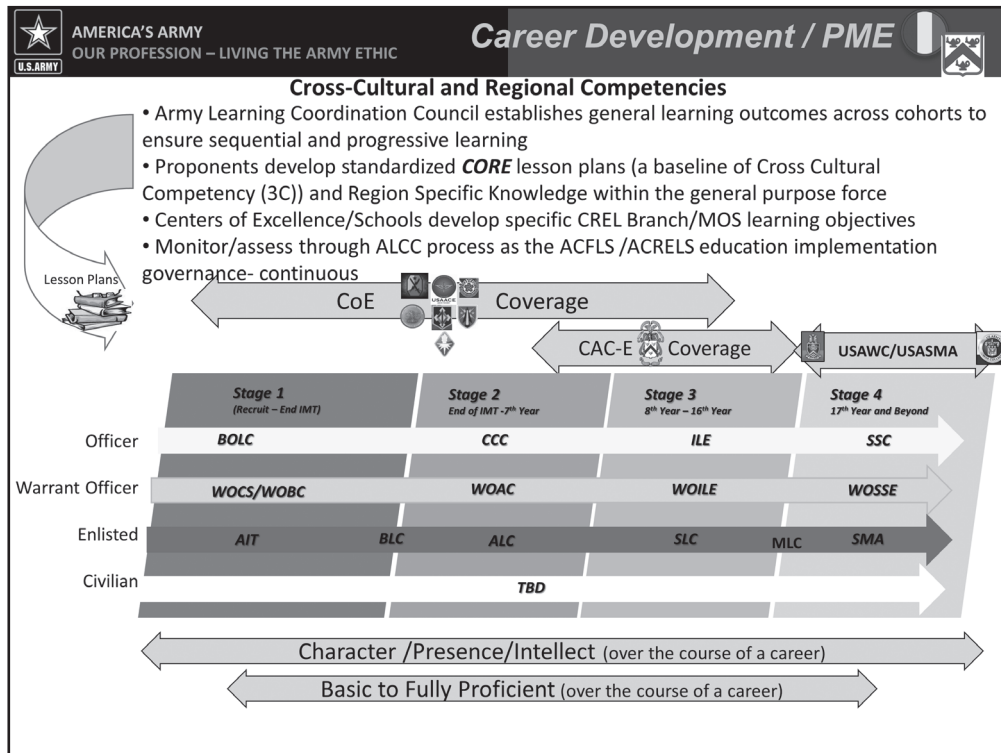 AMERICA'S ARMY
OUR PROFESSION – LIVING THE ARMY ETHIC
U.S.ARMY
Career Development / PME
Cross-Cultural and Regional Competencies
• Army Learning Coordination Council establishes general learning outcomes across cohorts to
ensure sequential and progressive learning
• Proponents develop standardized CORE lesson plans (a baseline of Cross Cultural
Competency (3C)) and Region Specific Knowledge within the general purpose force
• Centers of Excellence/Schools develop specific CREL Branch/MOS learning objectives
• Monitor/assess through ALCC process as the ACFLS /ACRELS education implementation
governance- continuous
Lesson Plans
CoE Coverage
USAACE
CAC-E Coverage
USAWC/USASMA
Stage 1
(Recruit – End IMT)
Stage 2
End of IMT -7th Year
Stage 3
8th Year – 16th Year
Stage 4
17th Year and Beyond
Officer BOLC CCC ILE SSC
Warrant Officer WOCS/WOBC WOAC WOILE WOSSE
Enlisted AIT BLC ALC SLC MLC SMA
Civilian TBD
Character /Presence/Intellect (over the course of a career)
Basic to Fully Proficient (over the course of a career)